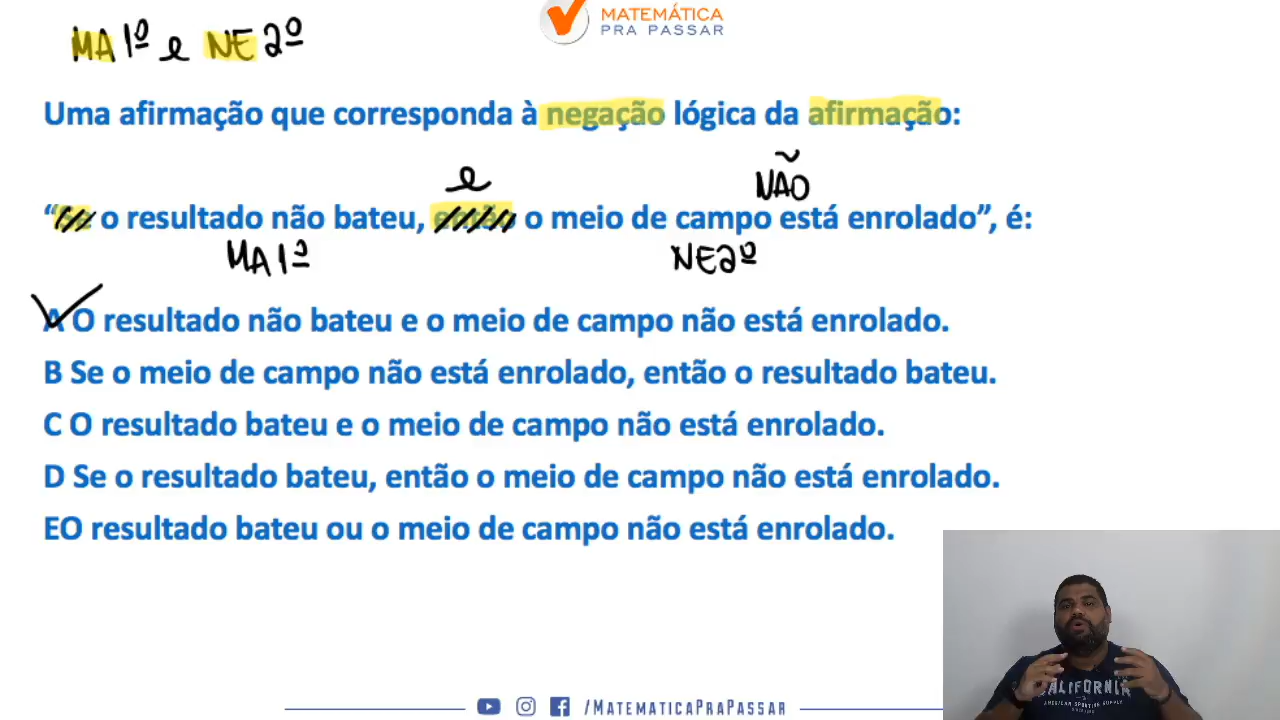 MATEMÁTICA
PRA PASSAR
MA 1º e NE 2º
Uma afirmação que corresponda à negação lógica da afirmação:
e NÃO
“Se o resultado não bateu, então o meio de campo está enrolado”, é:
MA 1º NE 2º
A O resultado não bateu e o meio de campo não está enrolado.
B Se o meio de campo não está enrolado, então o resultado bateu.
C O resultado bateu e o meio de campo não está enrolado.
D Se o resultado bateu, então o meio de campo não está enrolado.
EO resultado bateu ou o meio de campo não está enrolado.
CALIFORNIA
/MATEMATICAPRAPASSAR